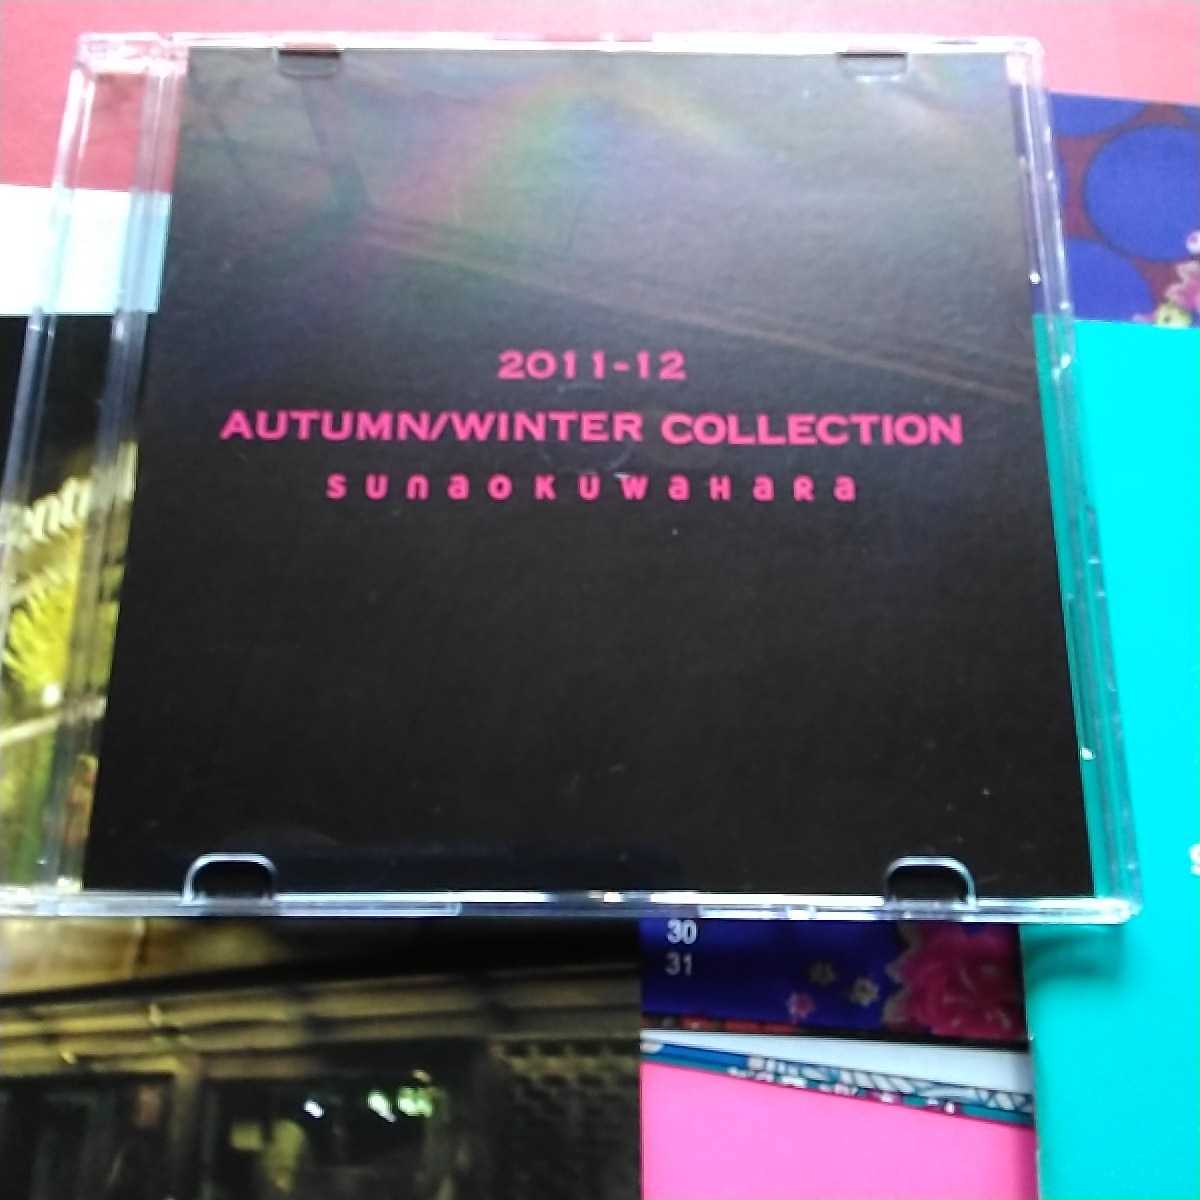 2011-12
AUTUMN/WINTER COLLECTION
sunaokuwahara
30
31